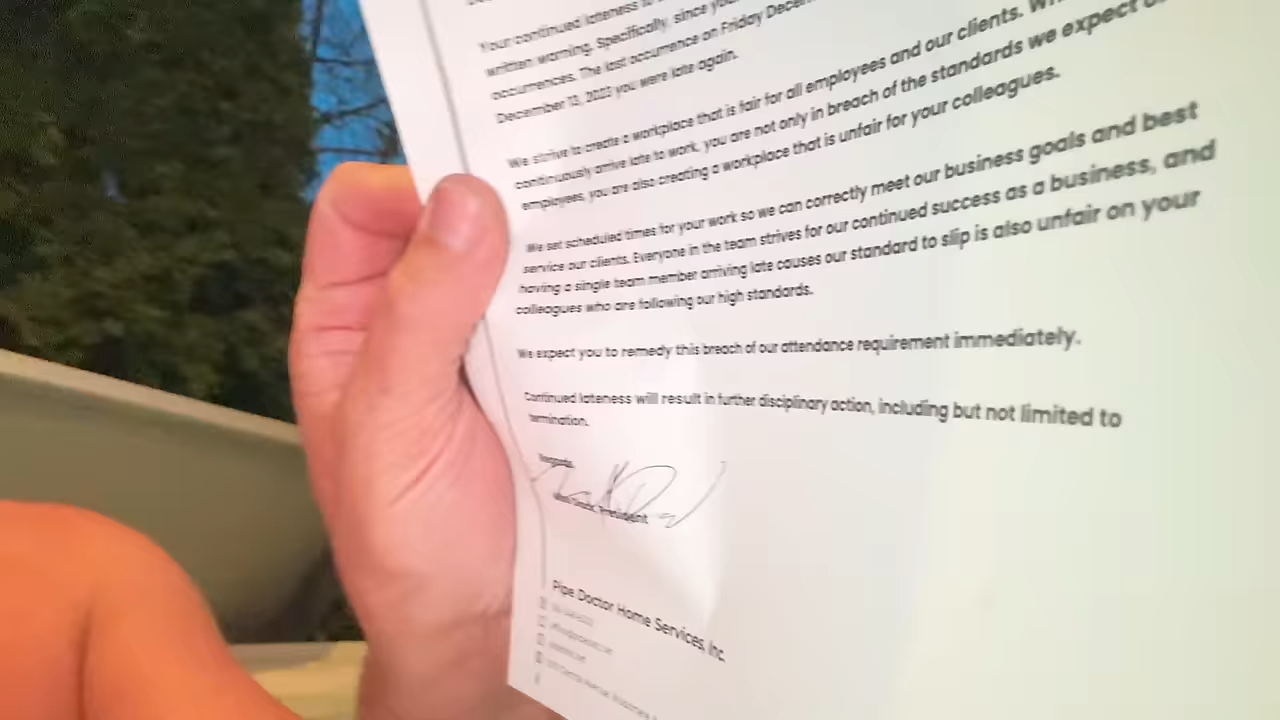 Your continued lateness
written warning. Specifically, since
occurrences. The last occurrence on Friday
December 13, 2023 you were late again.
We strive to create a workplace that is fair for all employees and our clients.
continuously arrive late to work, you are not only in breach of the standards we expect
employees, you are also creating a workplace that is unfair for your colleagues.
We set scheduled times for your work so we can correctly meet our business goals and best
service our clients. Everyone in the team strives for our continued success as a business, and
having a single team member arriving late causes our standard to slip is also unfair on your
colleagues who are following our high standards.
We expect you to remedy this breach of our attendance requirement immediately.
Continued lateness will result in further disciplinary action, including but not limited to
termination.
President
Pipe Doctor Home Services, Inc.